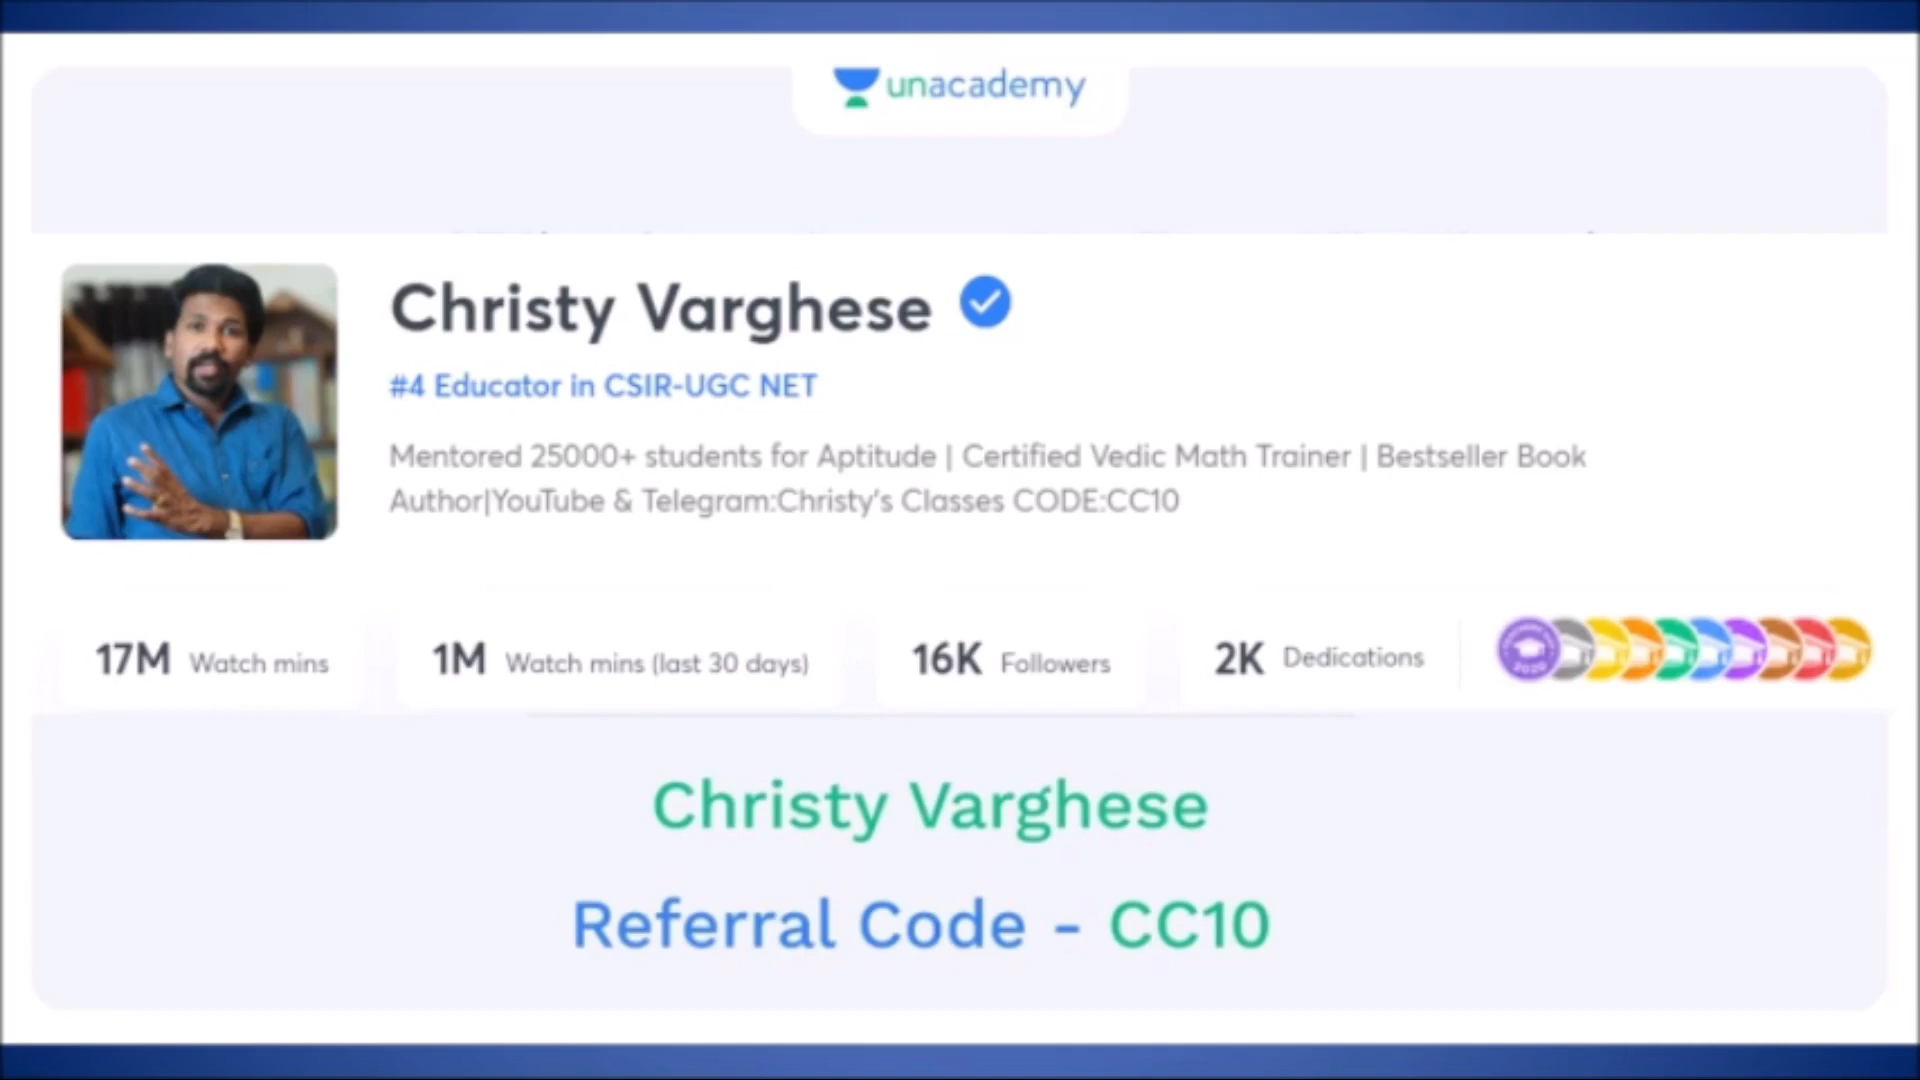 unacademy
Christy Varghese
#4 Educator in CSIR-UGC NET
Mentored 25000+ students for Aptitude | Certified Vedic Math Trainer | Bestseller Book
Author|YouTube & Telegram:Christy's Classes CODE:CC10
17M Watch mins 1M Watch mins (last 30 days) 16K Followers 2K Dedications
2020
Christy Varghese
Referral Code - CC10